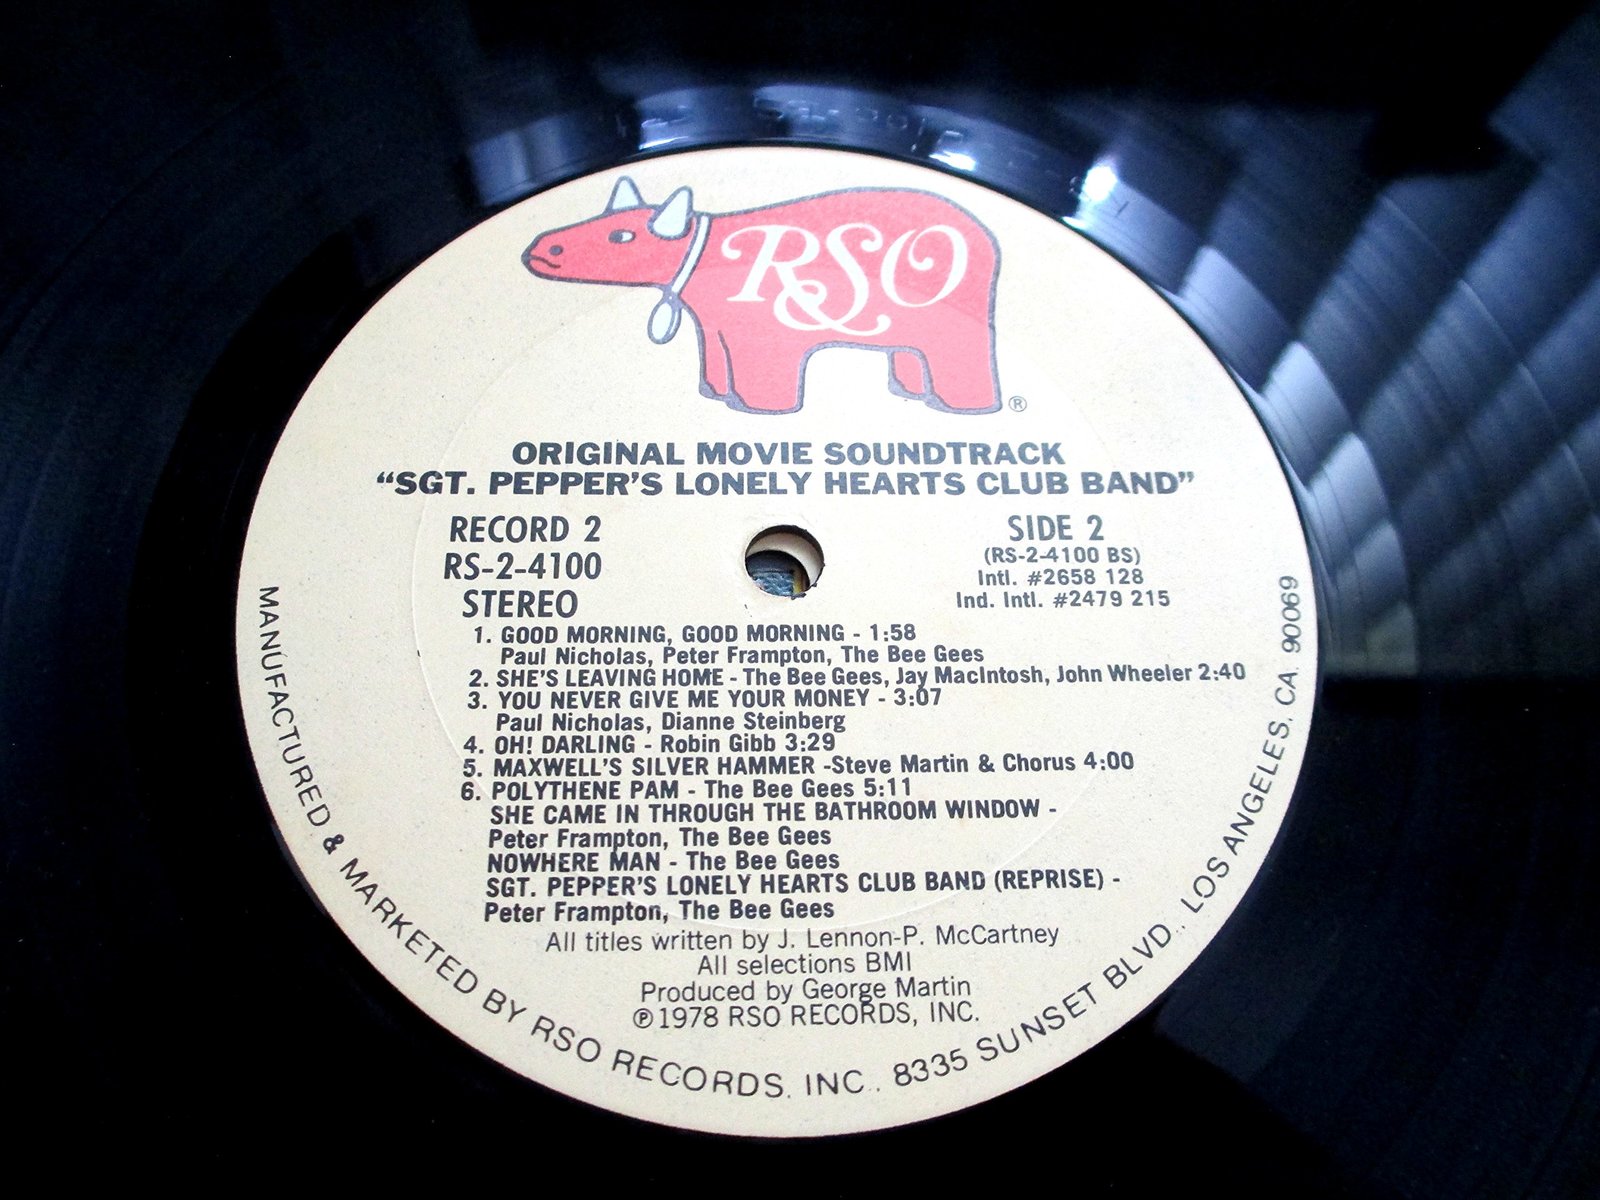 RSO
®
ORIGINAL MOVIE SOUNDTRACK
“SGT. PEPPER’S LONELY HEARTS CLUB BAND”
RECORD 2
RS-2-4100
STEREO
SIDE 2
(RS-2-4100 BS)
Intl. #2658 128
Ind. Intl. #2479 215
1. GOOD MORNING, GOOD MORNING - 1:58
Paul Nicholas, Peter Frampton, The Bee Gees
2. SHE'S LEAVING HOME - The Bee Gees, Jay MacIntosh, John Wheeler 2:40
3. YOU NEVER GIVE ME YOUR MONEY - 3:07
Paul Nicholas, Dianne Steinberg
4. OH! DARLING - Robin Gibb 3:29
5. MAXWELL'S SILVER HAMMER -Steve Martin & Chorus 4:00
6. POLYTHENE PAM - The Bee Gees 5:11
SHE CAME IN THROUGH THE BATHROOM WINDOW -
Peter Frampton, The Bee Gees
NOWHERE MAN - The Bee Gees
SGT. PEPPER'S LONELY HEARTS CLUB BAND (REPRISE) -
Peter Frampton, The Bee Gees
All titles written by J. Lennon-P. McCartney
All selections BMI
Produced by George Martin
℗1978 RSO RECORDS, INC.
MANUFACTURED & MARKETED BY RSO RECORDS, INC., 8335 SUNSET BLVD., LOS ANGELES, CA. 90069